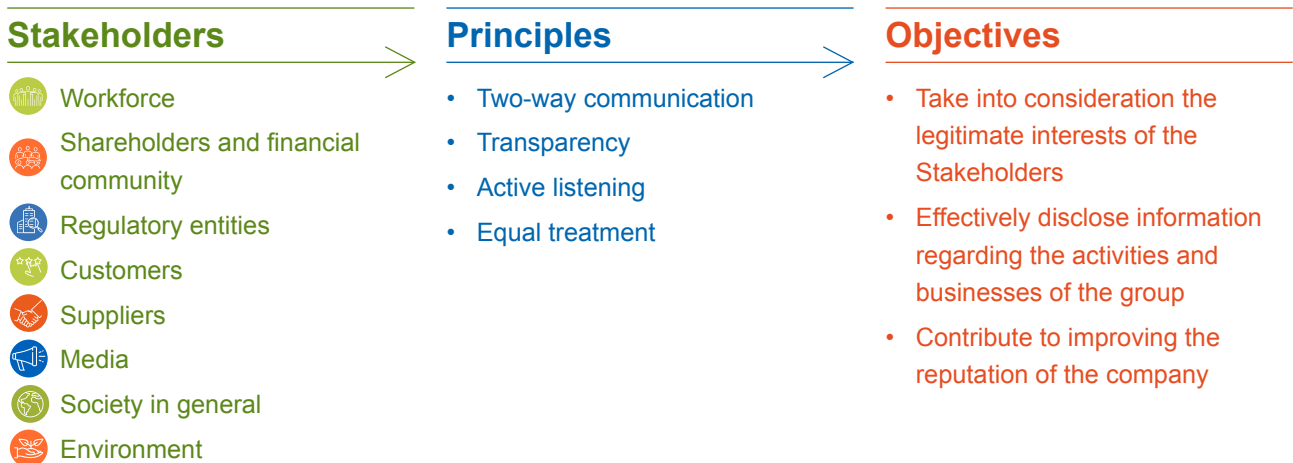 Stakeholders
Workforce
Shareholders and financial
community
Regulatory entities
Customers
Suppliers
Media
Society in general
Environment
Principles
• Two-way communication
• Transparency
• Active listening
• Equal treatment
Objectives
• Take into consideration the
legitimate interests of the
Stakeholders
• Effectively disclose information
regarding the activities and
businesses of the group
• Contribute to improving the
reputation of the company